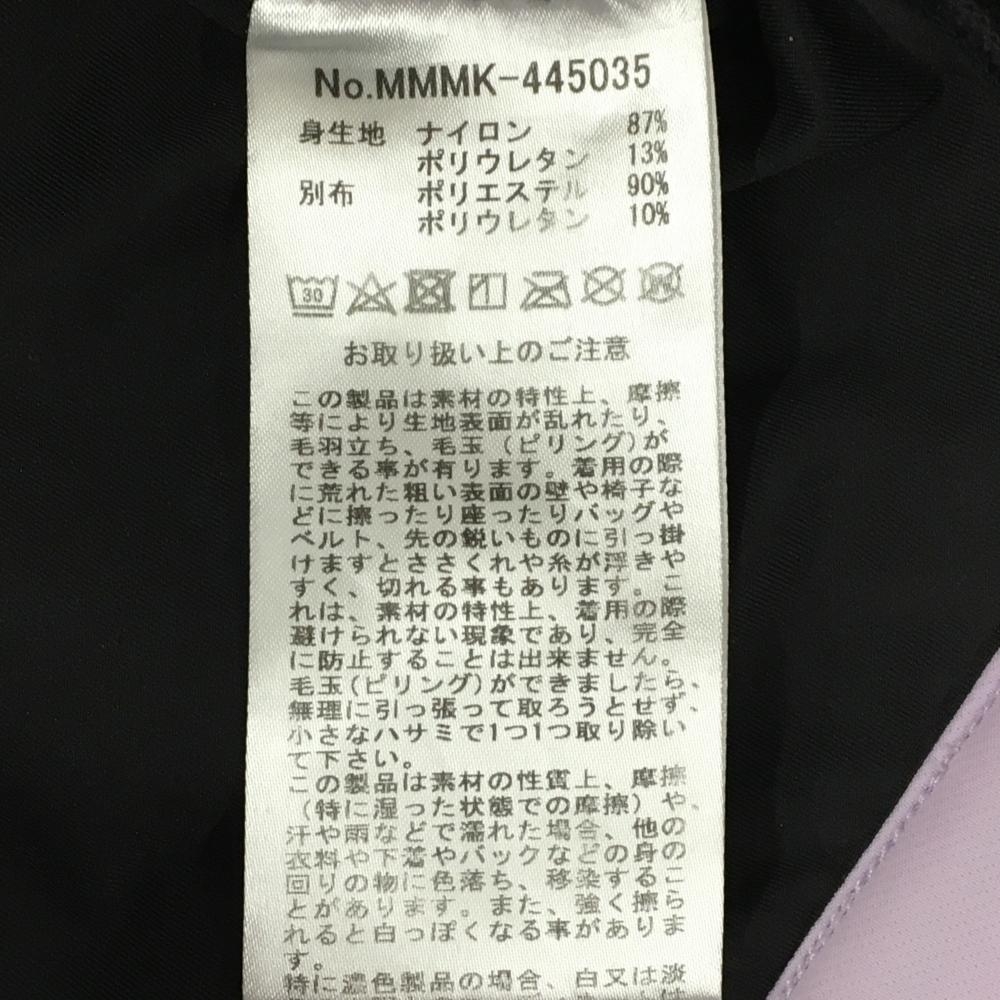 No.MMMK-445035
身生地 ナイロン 87%
ポリウレタン 13%
別布 ポリエステル 90%
ポリウレタン 10%
30
お取り扱い上のご注意
この製品は素材の特性上、摩擦
等により生地表面が乱れたり、
毛羽立ち、毛玉(ピリング)が
できる事が有ります。着用の際
に荒れた粗い表面の壁や椅子な
どに擦ったり座ったりバッグや
ベルト、先の鋭いものに引っ掛
けますとささくれや糸が浮きや
すく、切れる事もあります。こ
れは、素材の特性上、着用の際
避けられない現象であり、完全
に防止することは出来ません。
毛玉(ピリング)ができましたら、
無理に引っ張って取ろうとせず、
小さなハサミで1つ1つ取り除い
て下さい。
この製品は素材の性質上、摩擦
(特に湿った状態での摩擦)や、
汗や雨などで濡れた場合、他の
衣料や下着やバックなどの身の
回りの物に色落ち、移染するこ
とがあります。また、強く擦ら
れると白っぽくなる事がありま
す。
特に濃色製品の場合、白又は淡